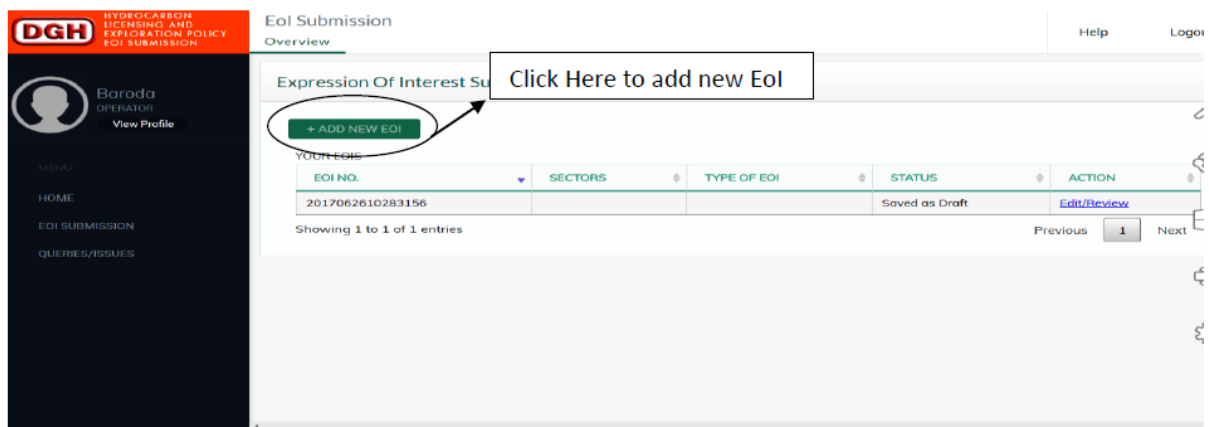 DGH
HYDROCARBON
LICENSING AND
EXPLORATION POLICY
EOI SUBMISSION
EoI Submission
Overview
Help
Logou
Baroda
OPERATOR
View Profile
MENU
HOME
EOI SUBMISSION
QUERIES/ISSUES
Expression Of Interest Su
Click Here to add new EoI
+ ADD NEW EOI
YOUR EOIS
EOI NO. SECTORS TYPE OF EOI STATUS ACTION
2017062610283156 Saved as Draft Edit/Review
Showing 1 to 1 of 1 entries
Previous 1 Next